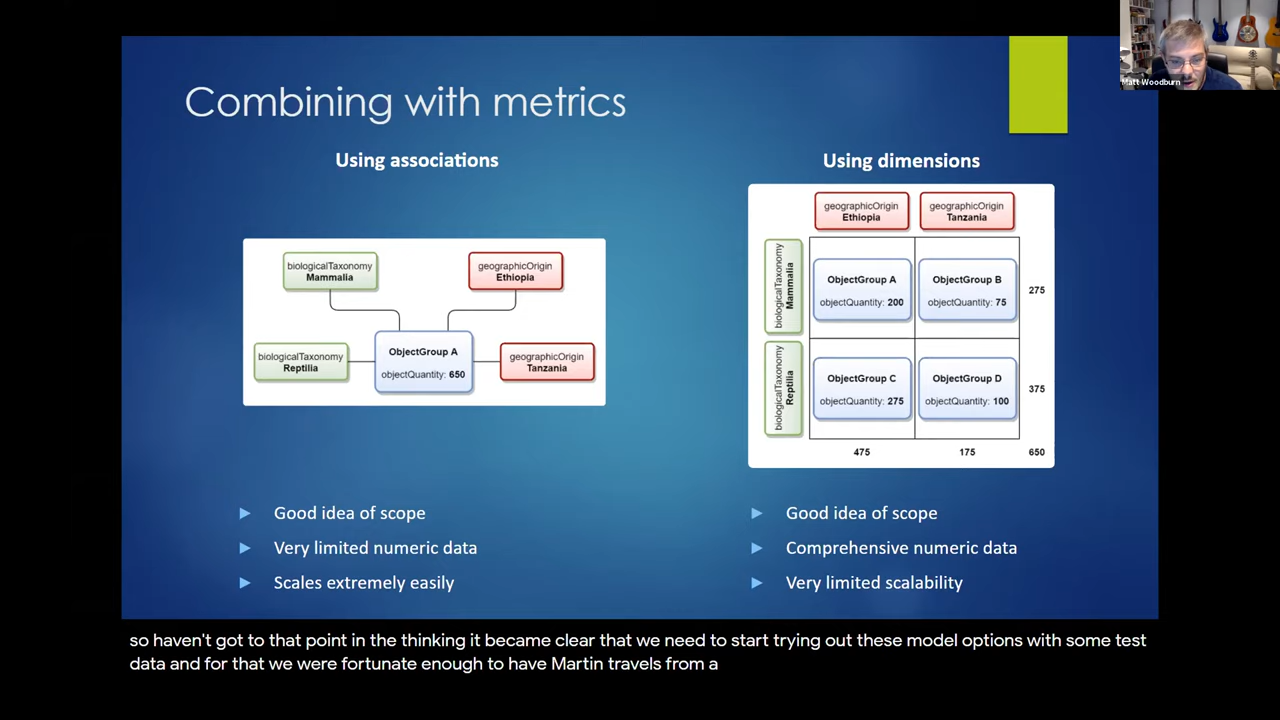 Combining with metrics
Matt Woodburn
Using associations
biologicalTaxonomy
Mammalia
geographicOrigin
Ethiopia
biologicalTaxonomy
Reptilia
ObjectGroup A
objectQuantity: 650
geographicOrigin
Tanzania
Good idea of scope
Very limited numeric data
Scales extremely easily
Using dimensions
geographicOrigin
Ethiopia
geographicOrigin
Tanzania
biologicalTaxonomy
Mammalia
ObjectGroup A
objectQuantity: 200
ObjectGroup B
objectQuantity: 75
275
biologicalTaxonomy
Reptilia
ObjectGroup C
objectQuantity: 275
ObjectGroup D
objectQuantity: 100
375
475 175 650
Good idea of scope
Comprehensive numeric data
Very limited scalability
so haven't got to that point in the thinking it became clear that we need to start trying out these model options with some test
data and for that we were fortunate enough to have Martin travels from a